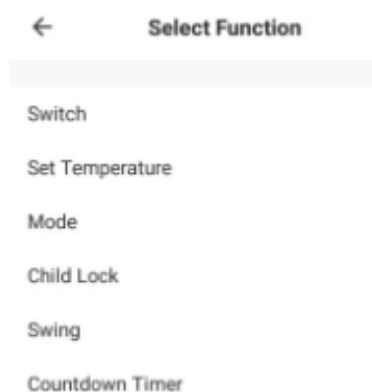 Select Function
Switch
Set Temperature
Mode
Child Lock
Swing
Countdown Timer